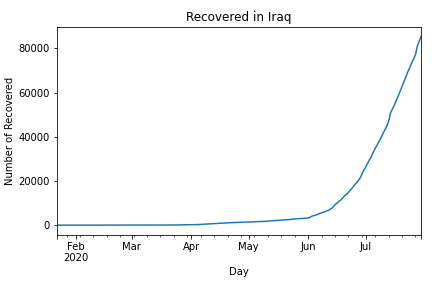 Recovered in Iraq
Number of Recovered
80000
60000
40000
20000
0
Feb Mar Apr May Jun Jul
2020
Day